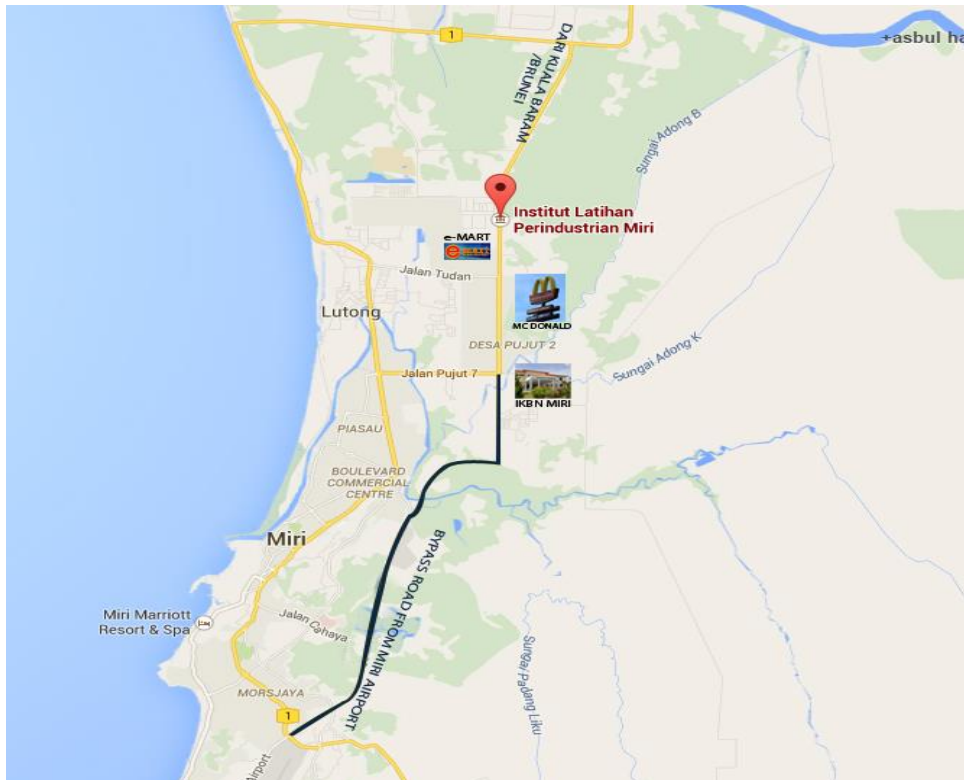 1
+asbul ha
DARI KUALA BARAM
/BRUNEI
Sungai Adong B
Institut Latihan
Perindustrian Miri
e-MART
Jalan Tudan
Lutong
MC DONALD
DESA PUJUT 2
Sungai Adong K
Jalan Pujut 7
IKBN MIRI
PIASAU
BOULEVARD
COMMERCIAL
CENTRE
Miri
BYPASS ROAD FROM MIRI AIRPORT
Miri Marriott
Resort & Spa
Jalan Cahaya
Sungai Padang Liku
MORSJAYA
1
Airport